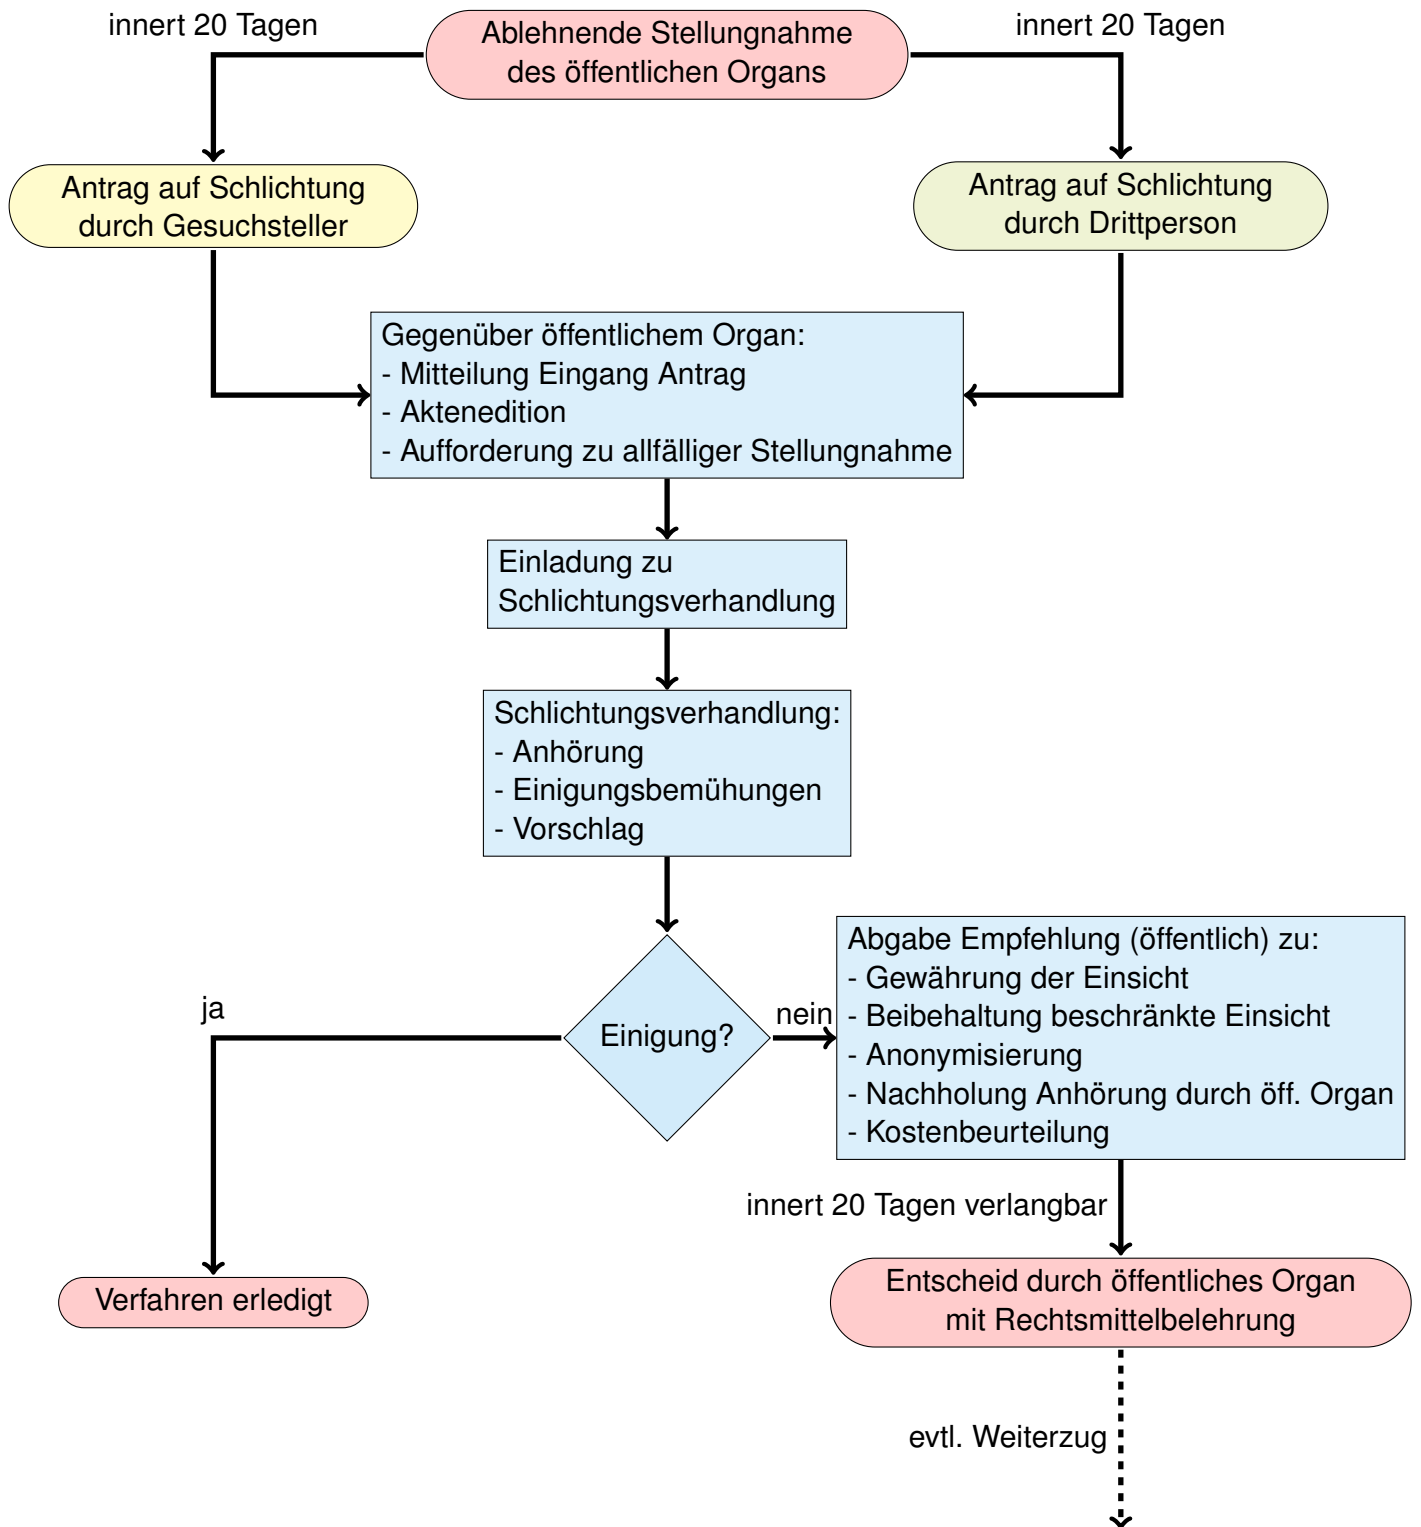 innert 20 Tagen
Ablehnende Stellungnahme
des öffentlichen Organs
innert 20 Tagen
Antrag auf Schlichtung
durch Gesuchsteller
Antrag auf Schlichtung
durch Drittperson
Gegenüber öffentlichem Organ:
- Mitteilung Eingang Antrag
- Aktenedition
- Aufforderung zu allfälliger Stellungnahme
Einladung zu
Schlichtungsverhandlung
Schlichtungsverhandlung:
- Anhörung
- Einigungsbemühungen
- Vorschlag
ja
Einigung?
nein
Abgabe Empfehlung (öffentlich) zu:
- Gewährung der Einsicht
- Beibehaltung beschränkte Einsicht
- Anonymisierung
- Nachholung Anhörung durch öff. Organ
- Kostenbeurteilung
innert 20 Tagen verlangbar
Verfahren erledigt
Entscheid durch öffentliches Organ
mit Rechtsmittelbelehrung
evtl. Weiterzug